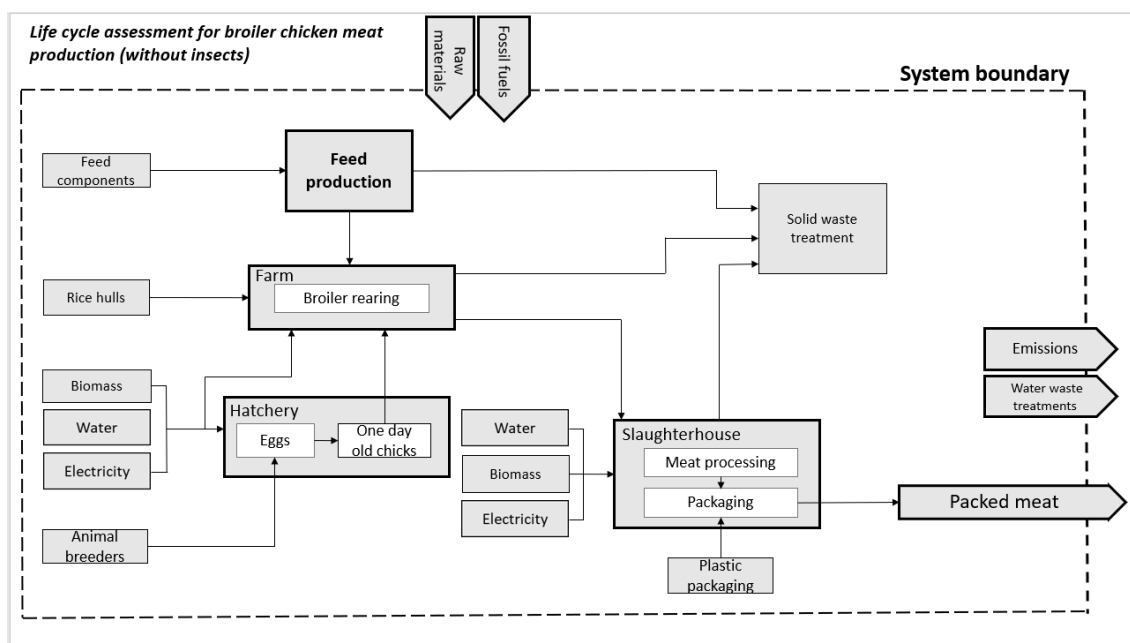 Life cycle assessment for broiler chicken meat
production (without insects)
Raw
materials
Fossil fuels
System boundary
Feed
components
Feed
production
Solid waste
treatment
Farm
Broiler rearing
Rice hulls
Emissions
Water waste
treatments
Biomass
Water
Electricity
Hatchery
Eggs
One day
old chicks
Water
Biomass
Electricity
Slaughterhouse
Meat processing
Packaging
Packed meat
Animal
breeders
Plastic
packaging